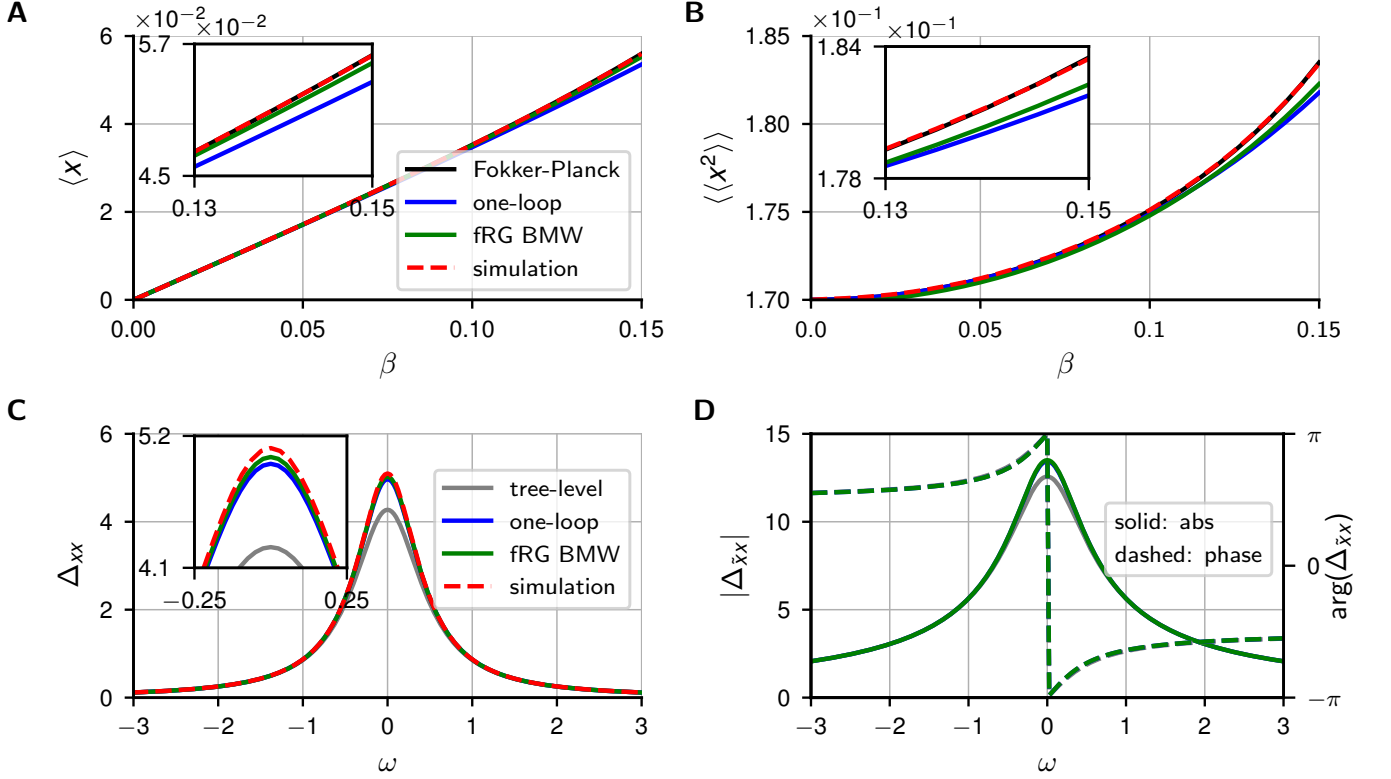 A
×10⁻²
×10⁻²
6
4
2
0
⟨x⟩
5.7
4.5
0.13
0.15
Fokker-Planck
one-loop
fRG BMW
simulation
0.00
0.05
0.10
0.15
β
B
×10⁻¹
×10⁻¹
1.85
1.80
1.75
1.70
⟨⟨x²⟩⟩
1.84
1.78
0.13
0.15
0.0
0.05
0.1
0.15
β
C
6
4
2
0
Δxx
5.2
4.1
−0.25
0.25
tree-level
one-loop
fRG BMW
simulation
−3
−2
−1
0
1
2
3
ω
D
15
10
5
0
|Δx̃x|
solid: abs
dashed: phase
π
0
−π
arg(Δx̃x)
−3
−2
−1
0
1
2
3
ω